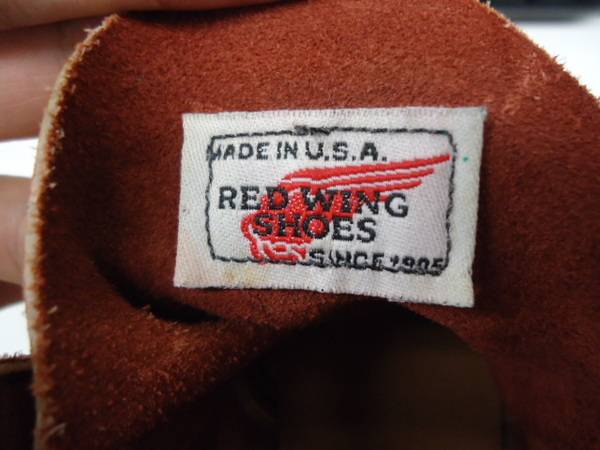 MADE IN U.S.A.
RED WING
SHOES
SINCE 1905